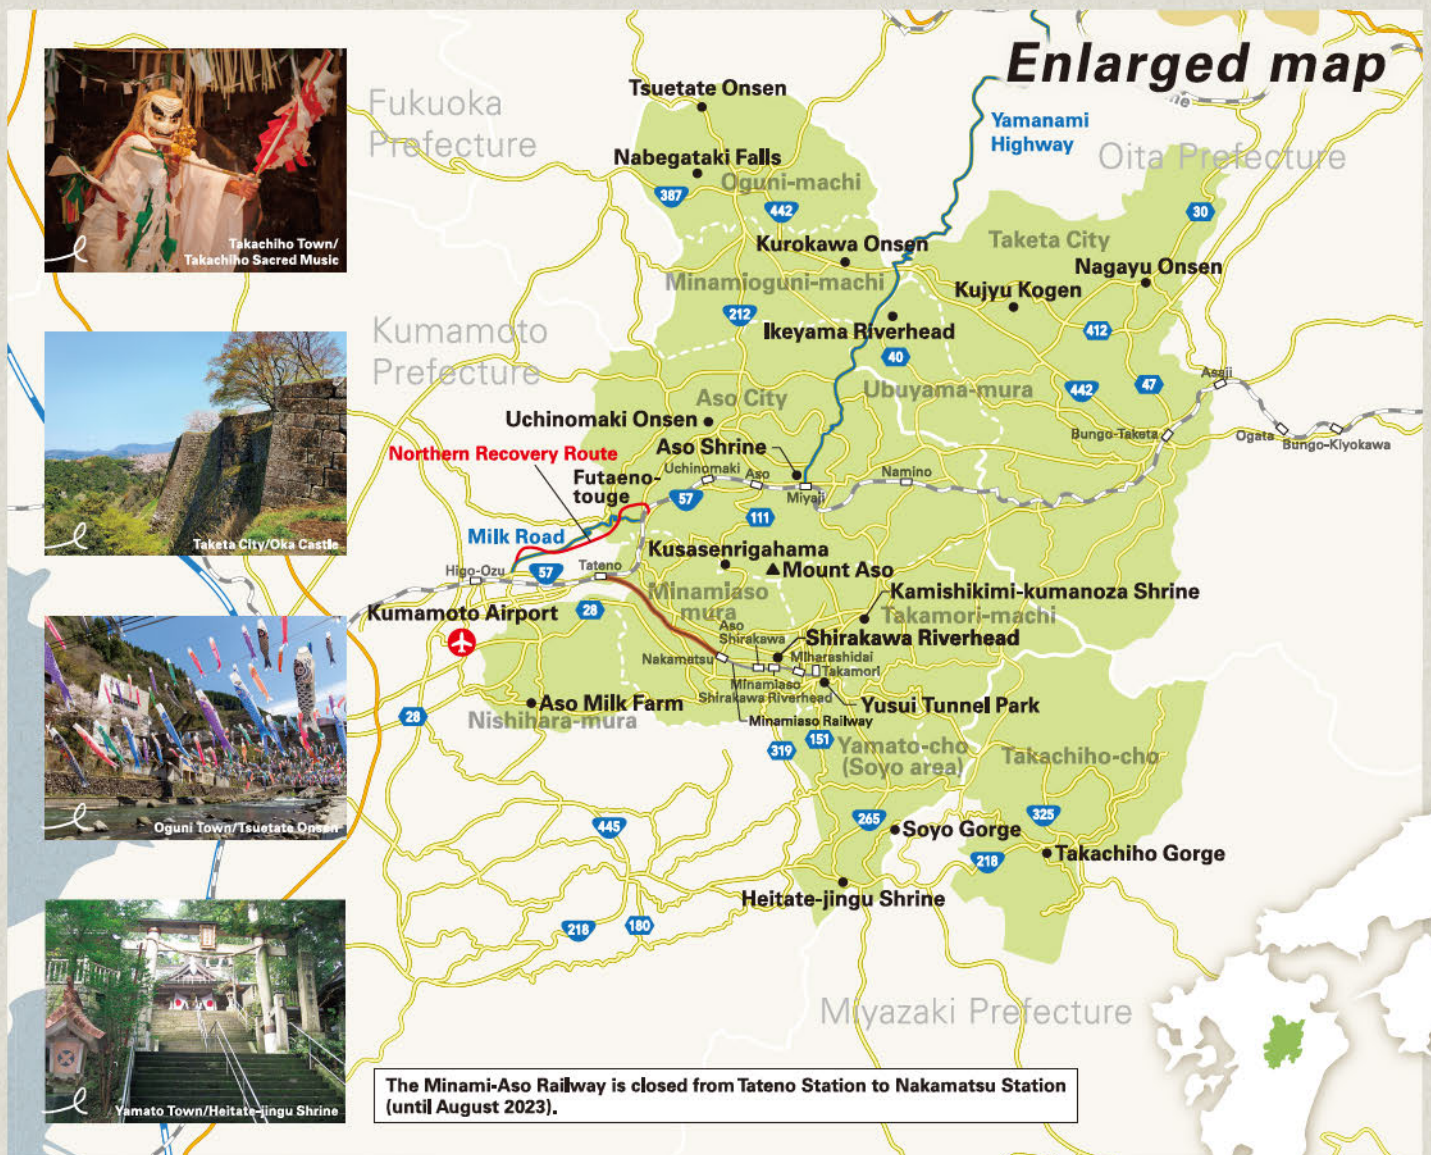 Enlarged map
Takachiho Town/
Takachiho Sacred Music
Taketa City/Oka Castle
Oguni Town/Tsuetate Onsen
Yamato Town/Heitate-jingu Shrine
Fukuoka
Prefecture
Tsuetate Onsen
Nabegataki Falls
Oguni-machi
387
442
Yamanami
Highway
Oita Prefecture
30
Kurokawa Onsen
Taketa City
Nagayu Onsen
Minamioguni-machi
Kujyu Kogen
212
Ikeyama Riverhead
412
Kumamoto
Prefecture
40
Ubuyama-mura
442
47
Asaji
Aso City
Uchinomaki Onsen
Bungo-Taketa
Ogata
Bungo-Kiyokawa
Northern Recovery Route
Aso Shrine
Uchinomaki
Aso
Miyaji
Namino
Futaeno-
touge
57
111
Milk Road
Kusasenrigahama
Mount Aso
Higo-Ozu
57
Tateno
Minamiaso
mura
Kamishikimi-kumanoza Shrine
Takamori-machi
Kumamoto Airport
28
Aso
Shirakawa
Shirakawa Riverhead
Nakamatsu
Miharashidai
Takamori
Minamiaso
Shirakawa Riverhead
Aso Milk Farm
Nishihara-mura
Yusui Tunnel Park
Minamiaso Railway
28
319
151
Yamato-cho
(Soyo area)
Takachiho-cho
445
265
Soyo Gorge
325
218
Takachiho Gorge
Heitate-jingu Shrine
218
180
Miyazaki Prefecture
The Minami-Aso Railway is closed from Tateno Station to Nakamatsu Station
(until August 2023).